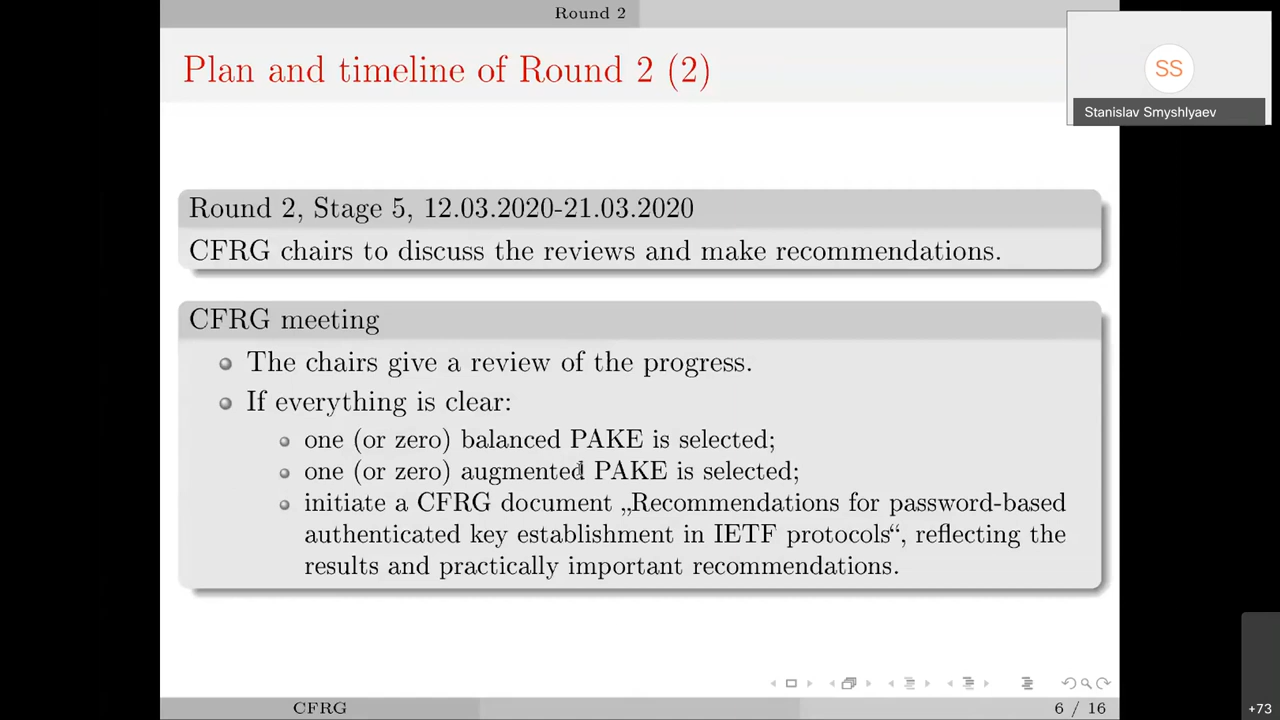 Round 2
Plan and timeline of Round 2 (2)
SS
Stanislav Smyshlyaev
Round 2, Stage 5, 12.03.2020-21.03.2020
CFRG chairs to discuss the reviews and make recommendations.
CFRG meeting
The chairs give a review of the progress.
If everything is clear:
one (or zero) balanced PAKE is selected;
one (or zero) augmented PAKE is selected;
initiate a CFRG document „Recommendations for password-based
authenticated key establishment in IETF protocols“, reflecting the
results and practically important recommendations.
CFRG
6 / 16
+73